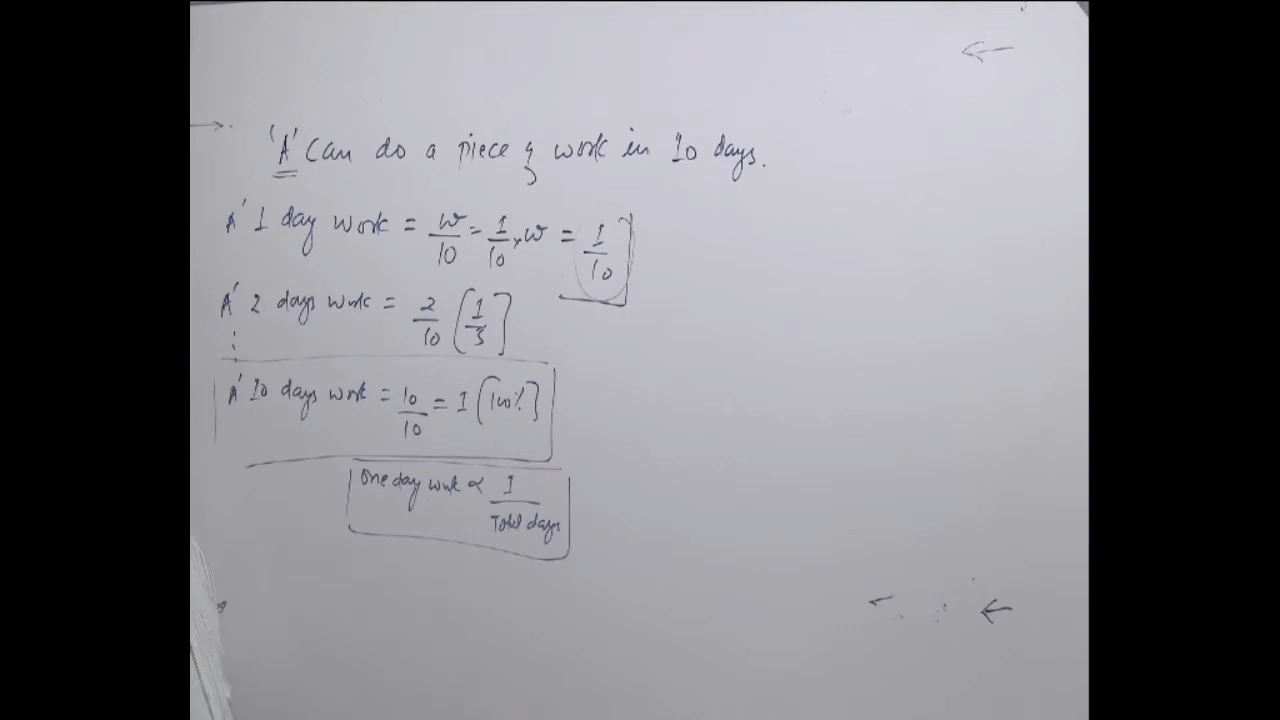 'A' Can do a piece of work in 10 days.
A' 1 day work = W/10 = 1/10 × W = 1/10
A' 2 days work = 2/10 (1/5]
⋮
A' 10 days work = 10/10 = 1 (100%]
One day work ∝ 1/Total days